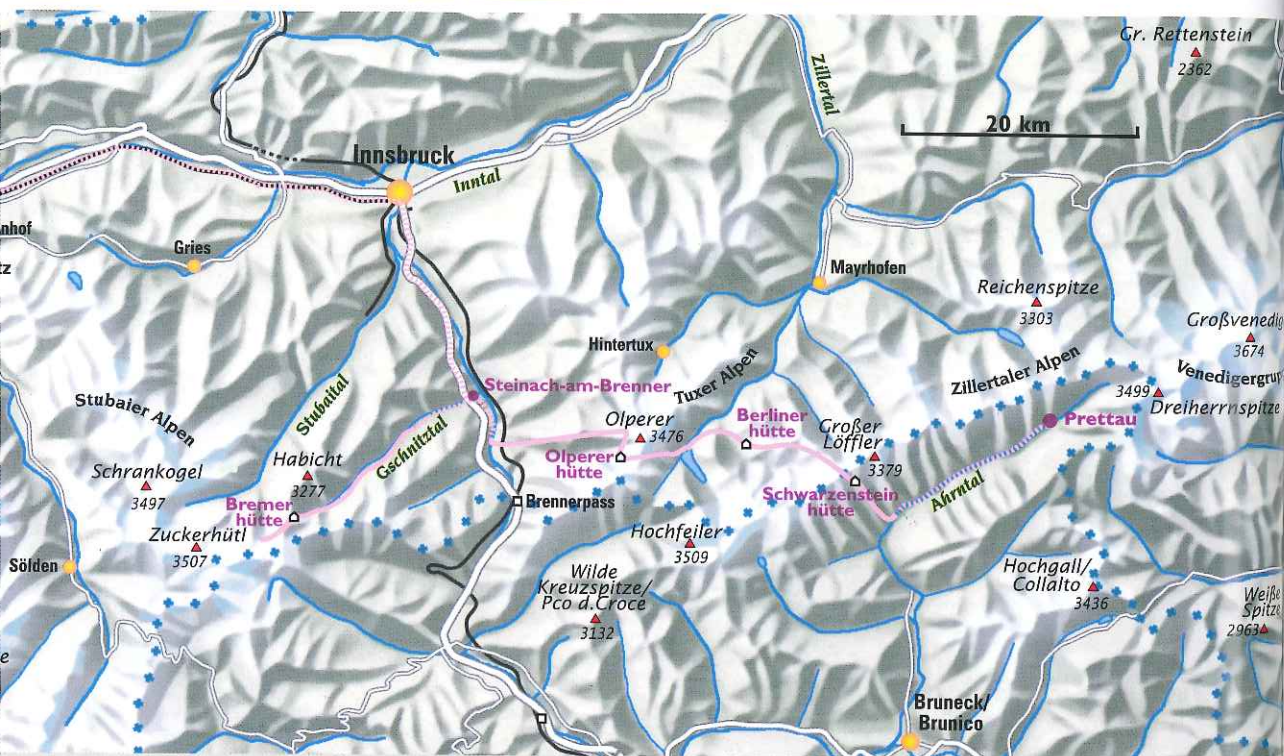 Gr. Rettenstein
2362
Zillertal
20 km
Innsbruck
Inntal
nhof
Gries
tz
Mayrhofen
Reichenspitze
3303
Großvenedig
3674
Hintertux
Tuxer Alpen
Zillertaler Alpen
Venedigergrup
3499
Dreiherrnspitze
Steinach-am-Brenner
Stubaier Alpen
Stubaital
Gschnitztal
Olperer
3476
Berliner
hütte
Großer
Löffler
3379
Prettau
Schrankogel
3497
Habicht
3277
Olperer
hütte
Bremer
hütte
Brennerpass
Schwarzenstein
hütte
Ahrntal
Zuckerhütl
3507
Hochfeiler
3509
Sölden
Wilde
Kreuzspitze/
Pco d.Croce
3132
Hochgall/
Collalto
3436
Weiße
Spitze
2963
e
Bruneck/
Brunico